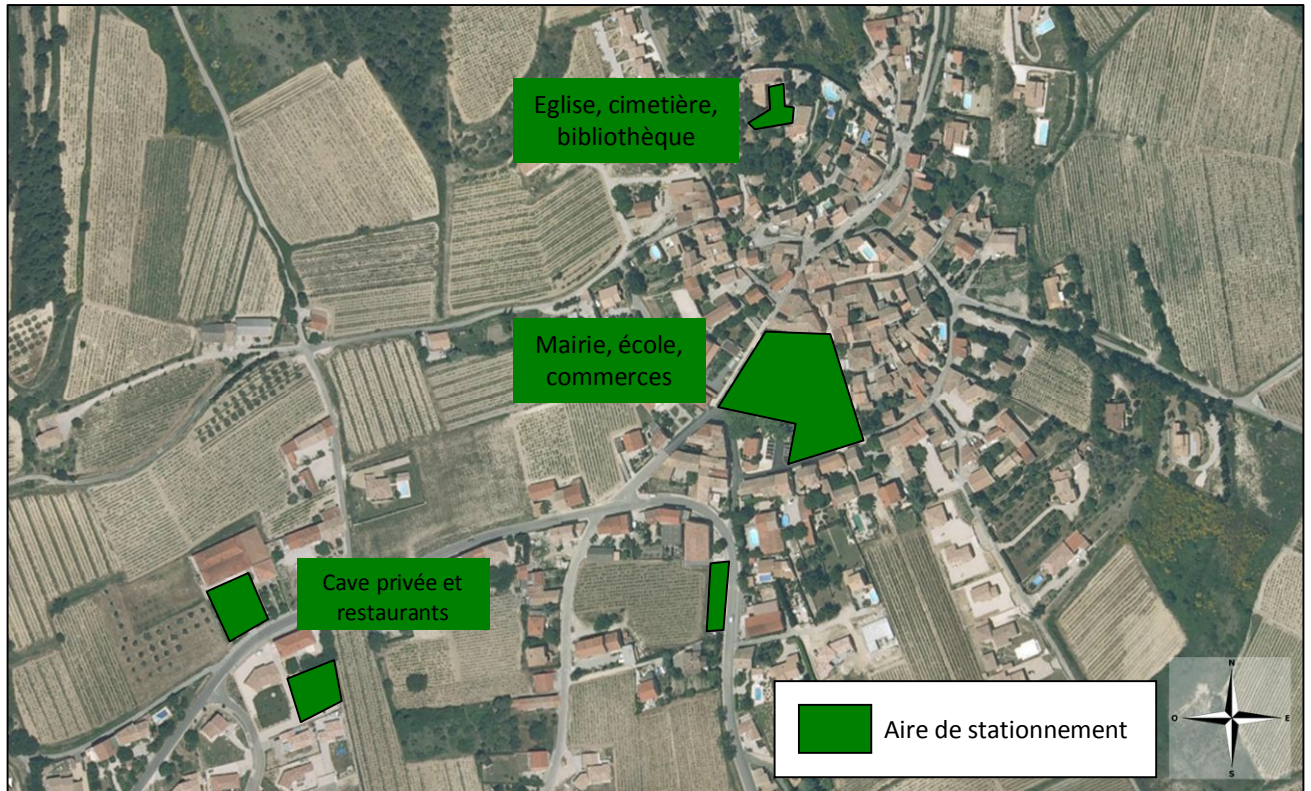 Eglise, cimetière,
bibliothèque
Mairie, école,
commerces
Cave privée et
restaurants
Aire de stationnement
N
O
E
S